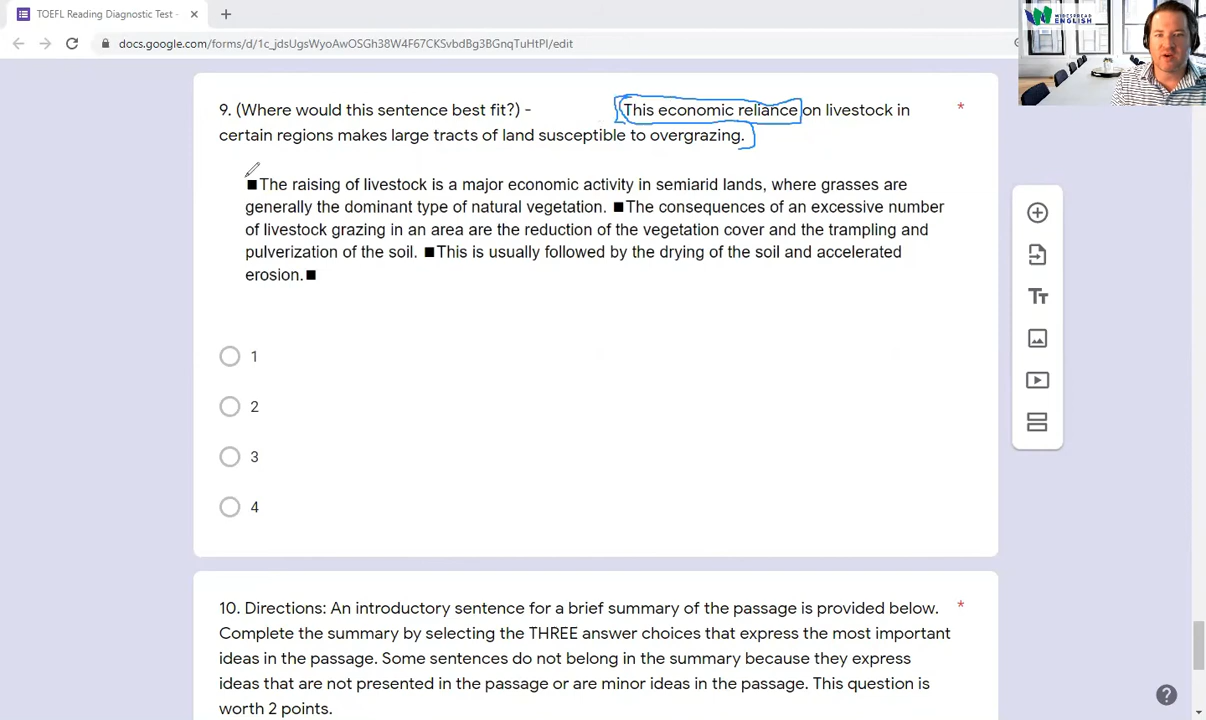 TOEFL Reading Diagnostic Test -
docs.google.com/forms/d/1c_jdsUgsWyoAwOSGh38W4F67CKSvbdBg3BGnqTuHtPI/edit
WIDESPREAD
ENGLISH
9. (Where would this sentence best fit?) - This economic reliance on livestock in *
certain regions makes large tracts of land susceptible to overgrazing.
■The raising of livestock is a major economic activity in semiarid lands, where grasses are
generally the dominant type of natural vegetation. ■The consequences of an excessive number
of livestock grazing in an area are the reduction of the vegetation cover and the trampling and
pulverization of the soil. ■This is usually followed by the drying of the soil and accelerated
erosion.■
1
2
3
4
Tт
10. Directions: An introductory sentence for a brief summary of the passage is provided below. *
Complete the summary by selecting the THREE answer choices that express the most important
ideas in the passage. Some sentences do not belong in the summary because they express
ideas that are not presented in the passage or are minor ideas in the passage. This question is
worth 2 points.